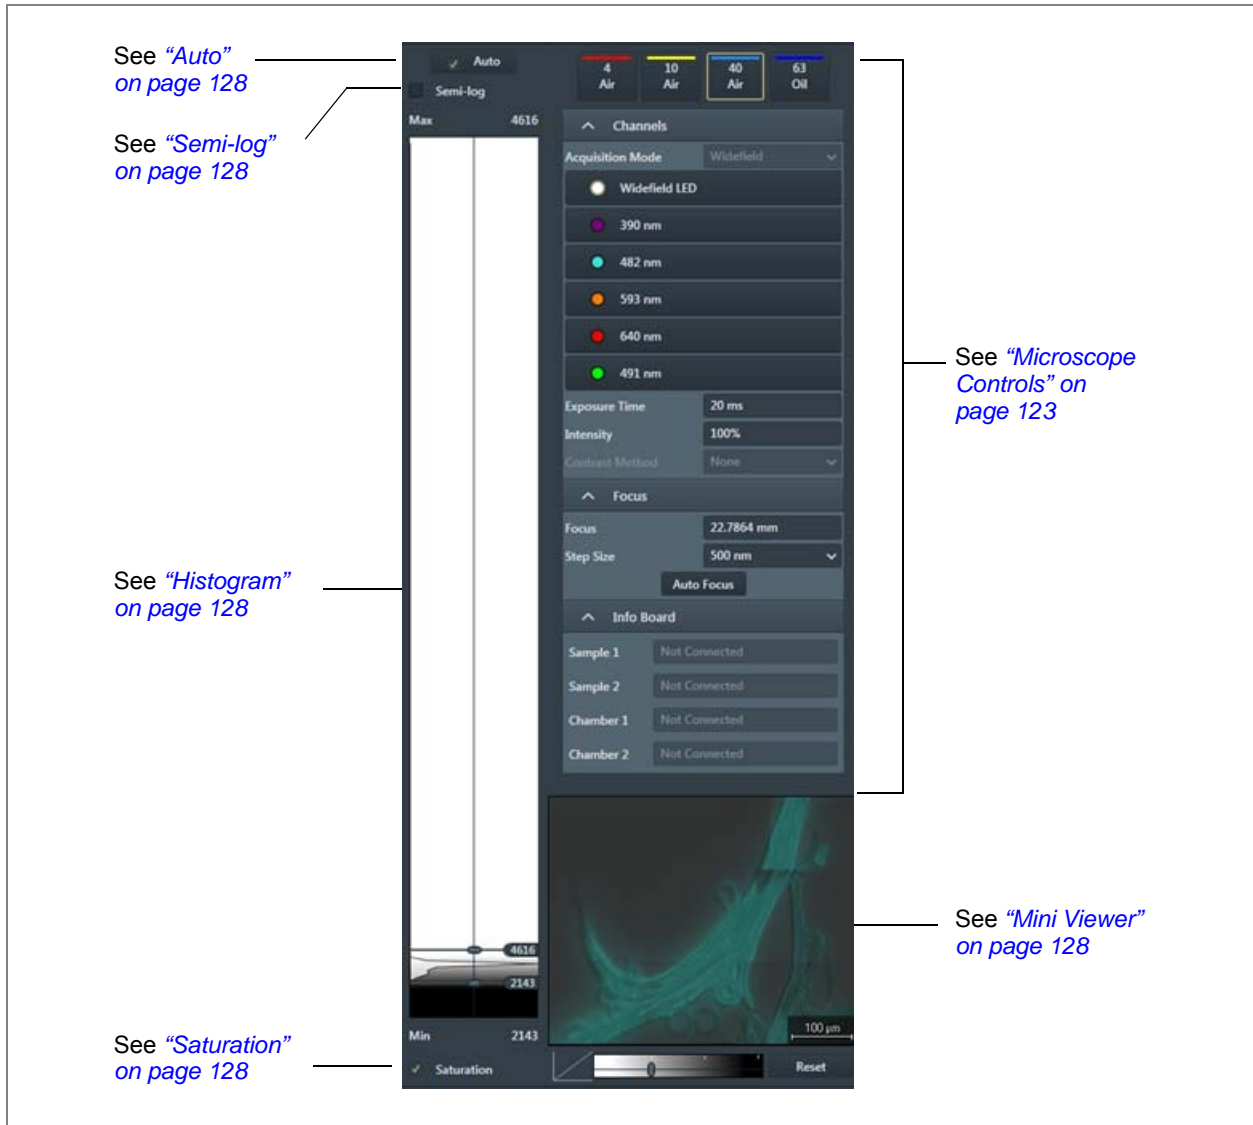 See “Auto”
on page 128
See “Semi-log”
on page 128
See “Histogram”
on page 128
See “Saturation”
on page 128
Auto
Semi-log
Max 4616
4616
2143
Min 2143
Saturation
4 10 40 63
Air Air Air Oil
Channels
Acquisition Mode Widefield
Widefield LED
390 nm
482 nm
593 nm
640 nm
491 nm
Exposure Time 20 ms
Intensity 100%
Contrast Method None
Focus
Focus 22.7864 mm
Step Size 500 nm
Auto Focus
Info Board
Sample 1 Not Connected
Sample 2 Not Connected
Chamber 1 Not Connected
Chamber 2 Not Connected
100 µm
Reset
See “Microscope
Controls” on
page 123
See “Mini Viewer”
on page 128